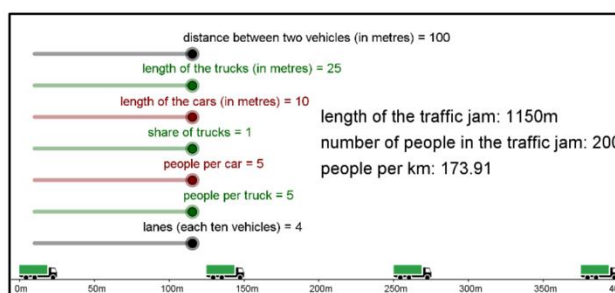 distance between two vehicles (in metres) = 100
length of the trucks (in metres) = 25
length of the cars (in metres) = 10
share of trucks = 1
people per car = 5
people per truck = 5
lanes (each ten vehicles) = 4
length of the traffic jam: 1150m
number of people in the traffic jam: 200
people per km: 173.91
0m 50m 100m 150m 200m 250m 300m 350m 40